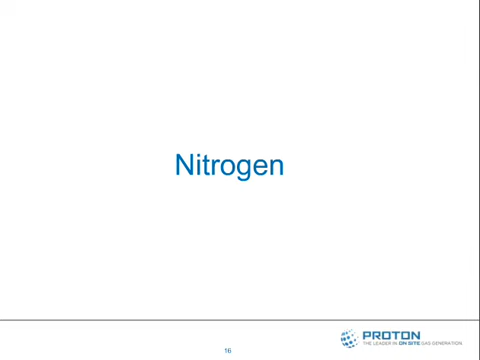 Nitrogen
PROTON
THE LEADER IN ON SITE GAS GENERATION.
16